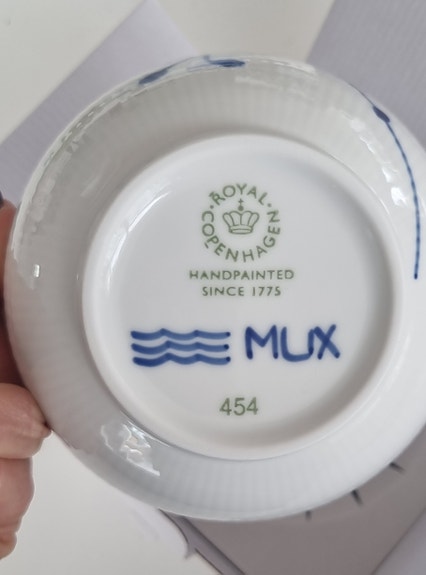 ROYAL COPENHAGEN
HANDPAINTED
SINCE 1775
MUX
454